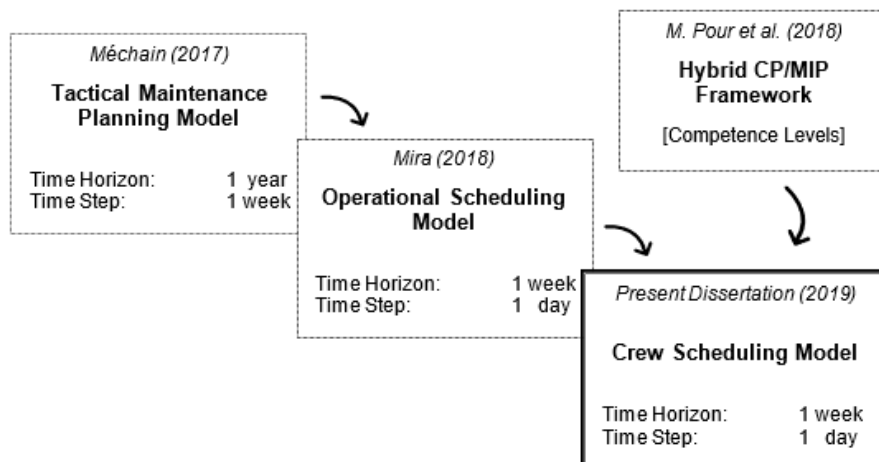 Méchain (2017)
Tactical Maintenance
Planning Model
Time Horizon: 1 year
Time Step: 1 week
Mira (2018)
Operational Scheduling
Model
Time Horizon: 1 week
Time Step: 1 day
M. Pour et al. (2018)
Hybrid CP/MIP
Framework
[Competence Levels]
Present Dissertation (2019)
Crew Scheduling Model
Time Horizon: 1 week
Time Step: 1 day